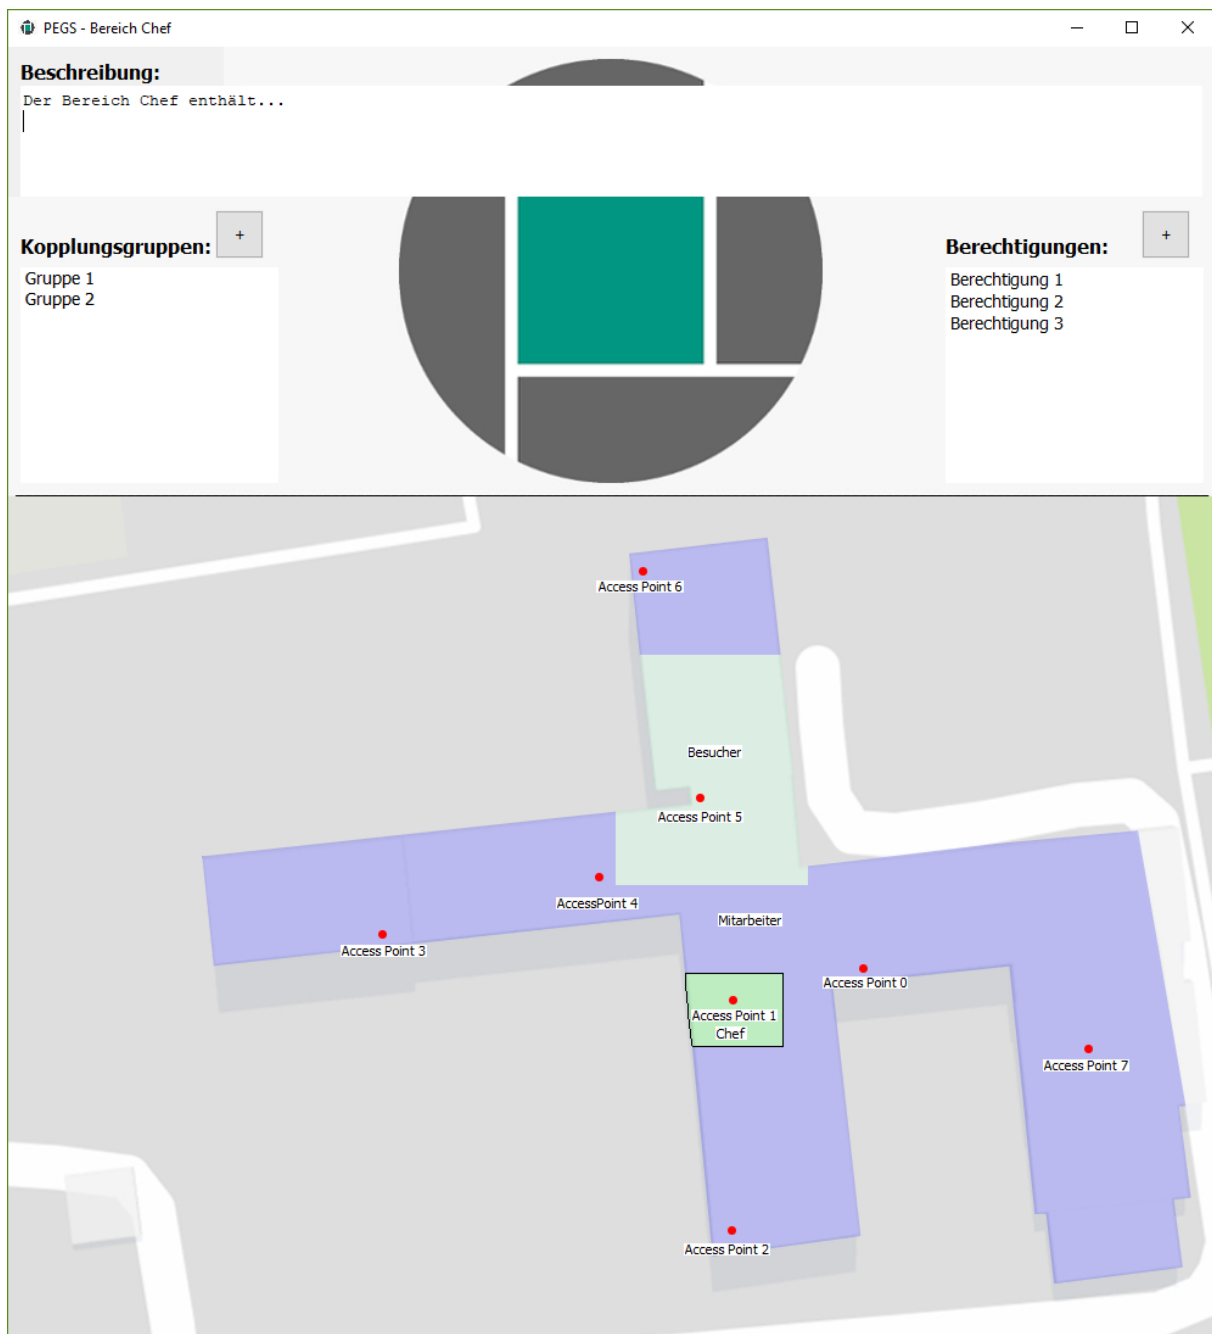 PEGS - Bereich Chef
Beschreibung:
Der Bereich Chef enthält...
Kopplungsgruppen: +
Gruppe 1
Gruppe 2
Berechtigungen: +
Berechtigung 1
Berechtigung 2
Berechtigung 3
Access Point 6
Besucher
Access Point 5
AccessPoint 4
Mitarbeiter
Access Point 3
Access Point 0
Access Point 1
Chef
Access Point 7
Access Point 2